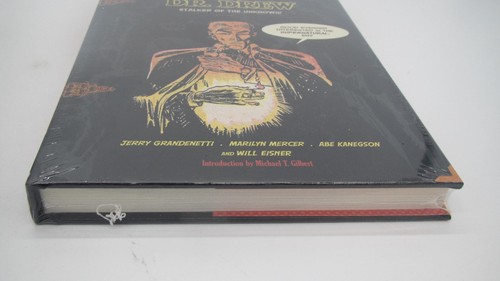 DR. DREW
STALKER OF THE UNKNOWN!
JERRY GRANDENETTI . MARILYN MERCER . ABE KANEGSON
AND WILL EISNER
Introduction by Michael T. Gilbert